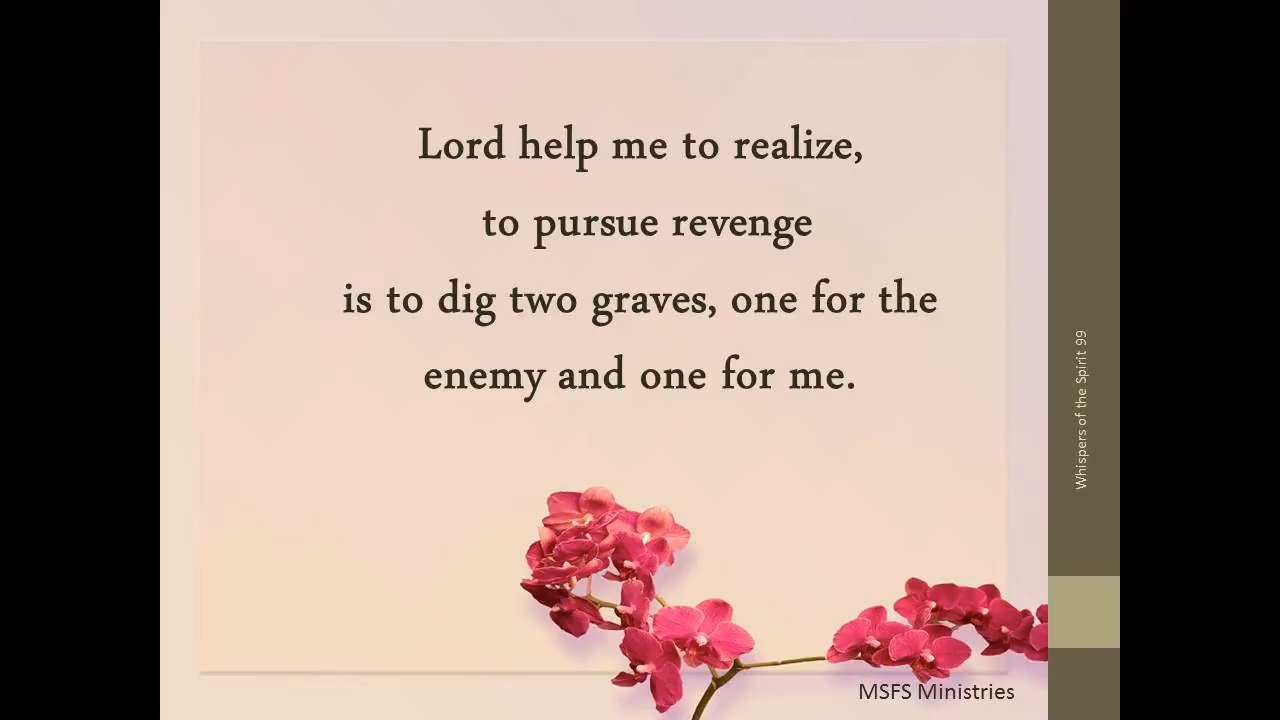 Lord help me to realize,
to pursue revenge
is to dig two graves, one for the
enemy and one for me.
Whispers of the Spirit 99
MSFS Ministries